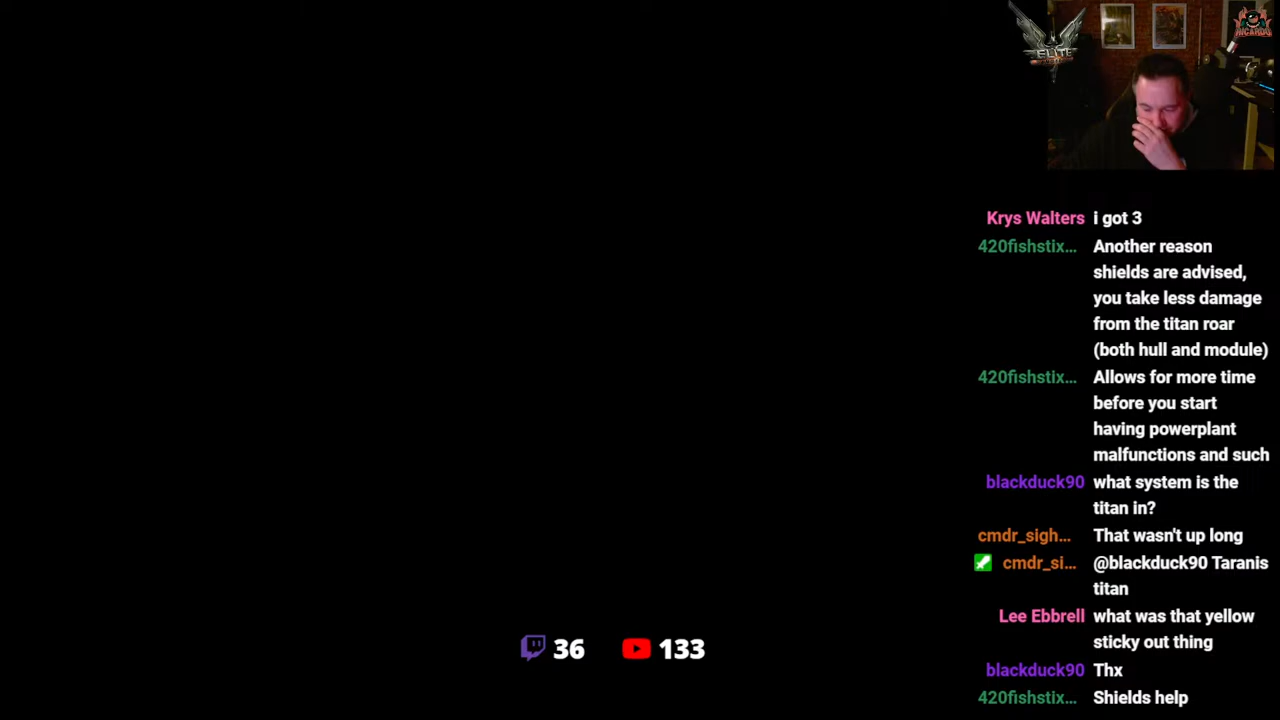 ELITE
RICARDO
Krys Walters i got 3
420fishstix... Another reason
shields are advised,
you take less damage
from the titan roar
(both hull and module)
420fishstix... Allows for more time
before you start
having powerplant
malfunctions and such
blackduck90 what system is the
titan in?
cmdr_sigh... That wasn't up long
cmdr_si... @blackduck90 Taranis
titan
Lee Ebbrell what was that yellow
sticky out thing
blackduck90 Thx
420fishstix... Shields help
36 133